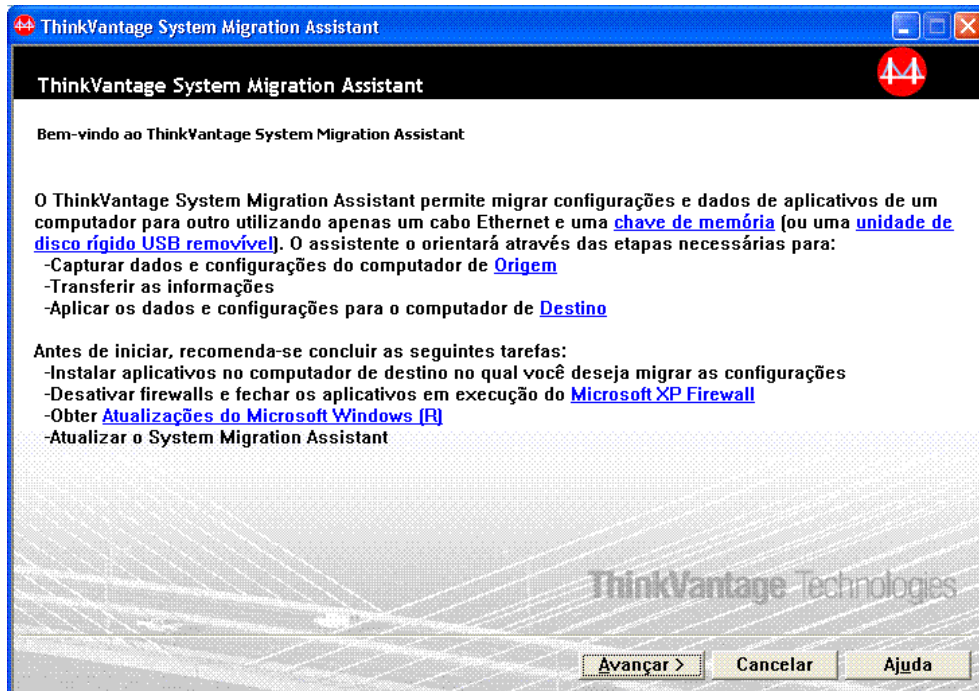 ThinkVantage System Migration Assistant
ThinkVantage System Migration Assistant
Bem-vindo ao ThinkVantage System Migration Assistant
O ThinkVantage System Migration Assistant permite migrar configurações e dados de aplicativos de um
computador para outro utilizando apenas um cabo Ethernet e uma chave de memória (ou uma unidade de
disco rígido USB removível). O assistente o orientará através das etapas necessárias para:
-Capturar dados e configurações do computador de Origem
-Transferir as informações
-Aplicar os dados e configurações para o computador de Destino
Antes de iniciar, recomenda-se concluir as seguintes tarefas:
-Instalar aplicativos no computador de destino no qual você deseja migrar as configurações
-Desativar firewalls e fechar os aplicativos em execução do Microsoft XP Firewall
-Obter Atualizações do Microsoft Windows (R)
-Atualizar o System Migration Assistant
ThinkVantage Technologies
Avançar > Cancelar Ajuda